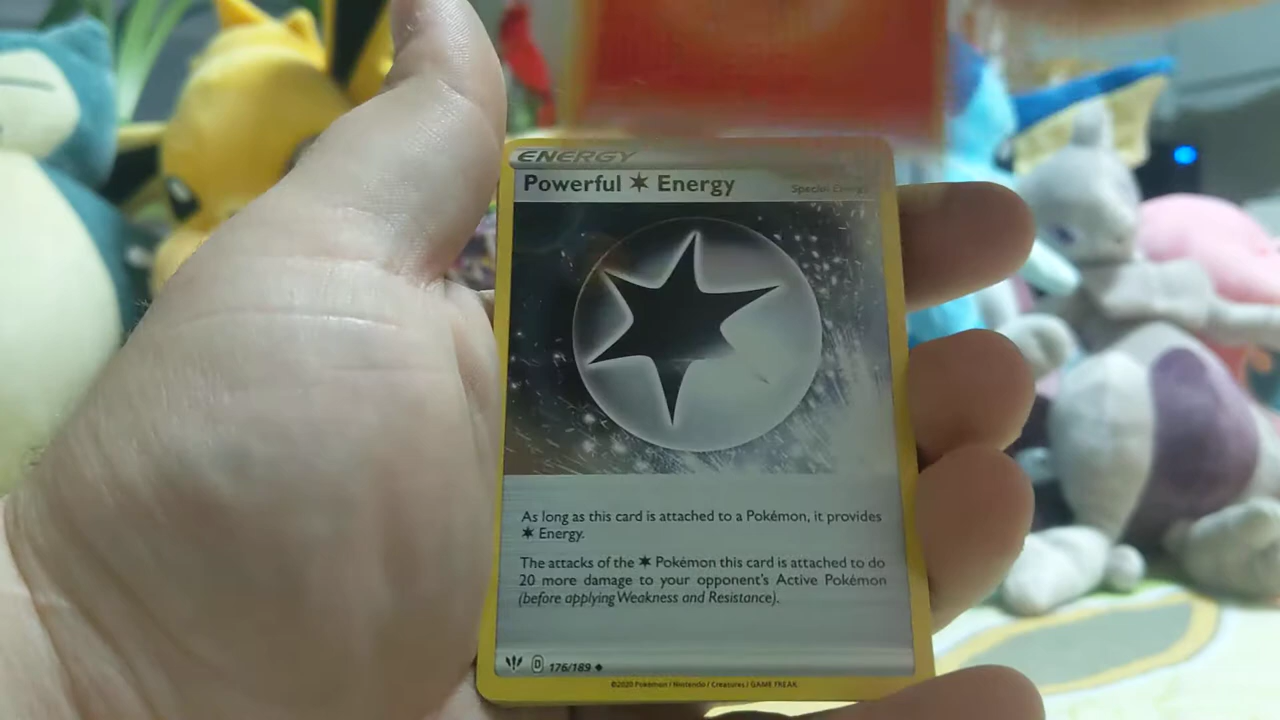 ENERGY
Powerful ✶ Energy Special Energy
As long as this card is attached to a Pokémon, it provides
✶ Energy.
The attacks of the ✶ Pokémon this card is attached to do
20 more damage to your opponent's Active Pokémon
(before applying Weakness and Resistance).
D 176/189 ◆
©2020 Pokémon / Nintendo / Creatures / GAME FREAK